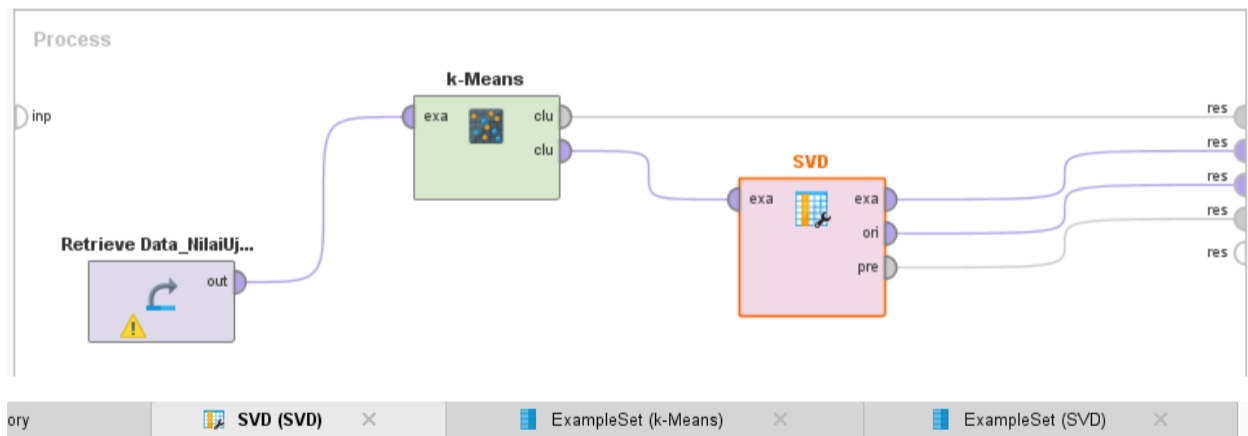 Process
inp
k-Means
exa
clu
clu
Retrieve Data_NilaiUj...
out
SVD
exa
exa
ori
pre
res
res
res
res
res
ory
SVD (SVD)
ExampleSet (k-Means)
ExampleSet (SVD)